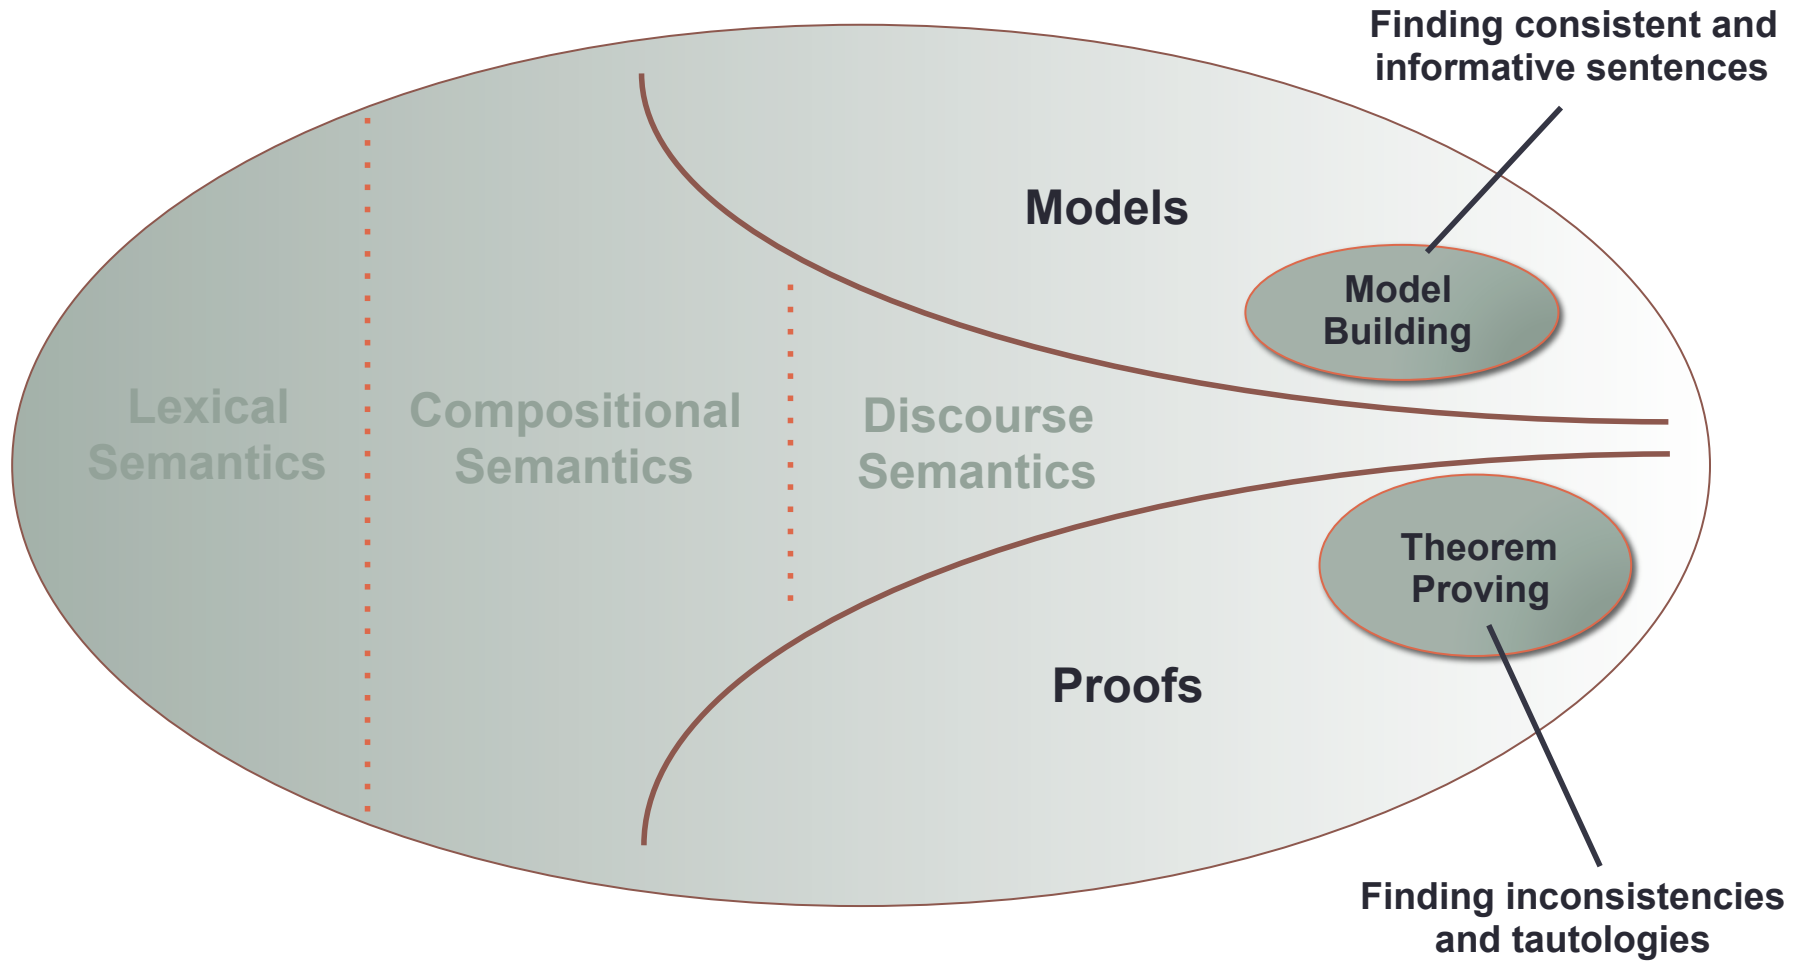 Finding consistent and
informative sentences
Models
Model
Building
Lexical
Semantics
Compositional
Semantics
Discourse
Semantics
Theorem
Proving
Proofs
Finding inconsistencies
and tautologies